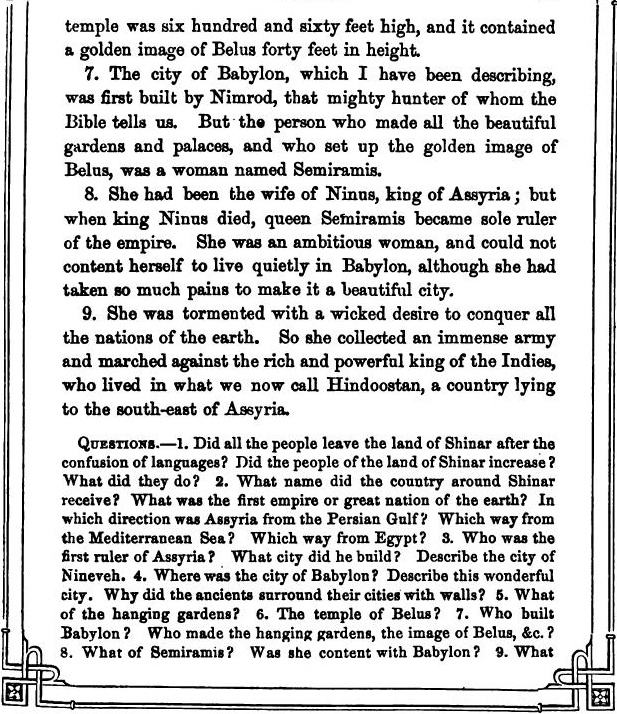 temple was six hundred and sixty feet high, and it contained
a golden image of Belus forty feet in height.
7. The city of Babylon, which I have been describing,
was first built by Nimrod, that mighty hunter of whom the
Bible tells us. But the person who made all the beautiful
gardens and palaces, and who set up the golden image of
Belus, was a woman named Semiramis.
8. She had been the wife of Ninus, king of Assyria; but
when king Ninus died, queen Semiramis became sole ruler
of the empire. She was an ambitious woman, and could not
content herself to live quietly in Babylon, although she had
taken so much pains to make it a beautiful city.
9. She was tormented with a wicked desire to conquer all
the nations of the earth. So she collected an immense army
and marched against the rich and powerful king of the Indies,
who lived in what we now call Hindoostan, a country lying
to the south-east of Assyria.
QUESTIONS.—1. Did all the people leave the land of Shinar after the
confusion of languages? Did the people of the land of Shinar increase?
What did they do? 2. What name did the country around Shinar
receive? What was the first empire or great nation of the earth? In
which direction was Assyria from the Persian Gulf? Which way from
the Mediterranean Sea? Which way from Egypt? 3. Who was the
first ruler of Assyria? What city did he build? Describe the city of
Nineveh. 4. Where was the city of Babylon? Describe this wonderful
city. Why did the ancients surround their cities with walls? 5. What
of the hanging gardens? 6. The temple of Belus? 7. Who built
Babylon? Who made the hanging gardens, the image of Belus, &c.?
8. What of Semiramis? Was she content with Babylon? 9. What